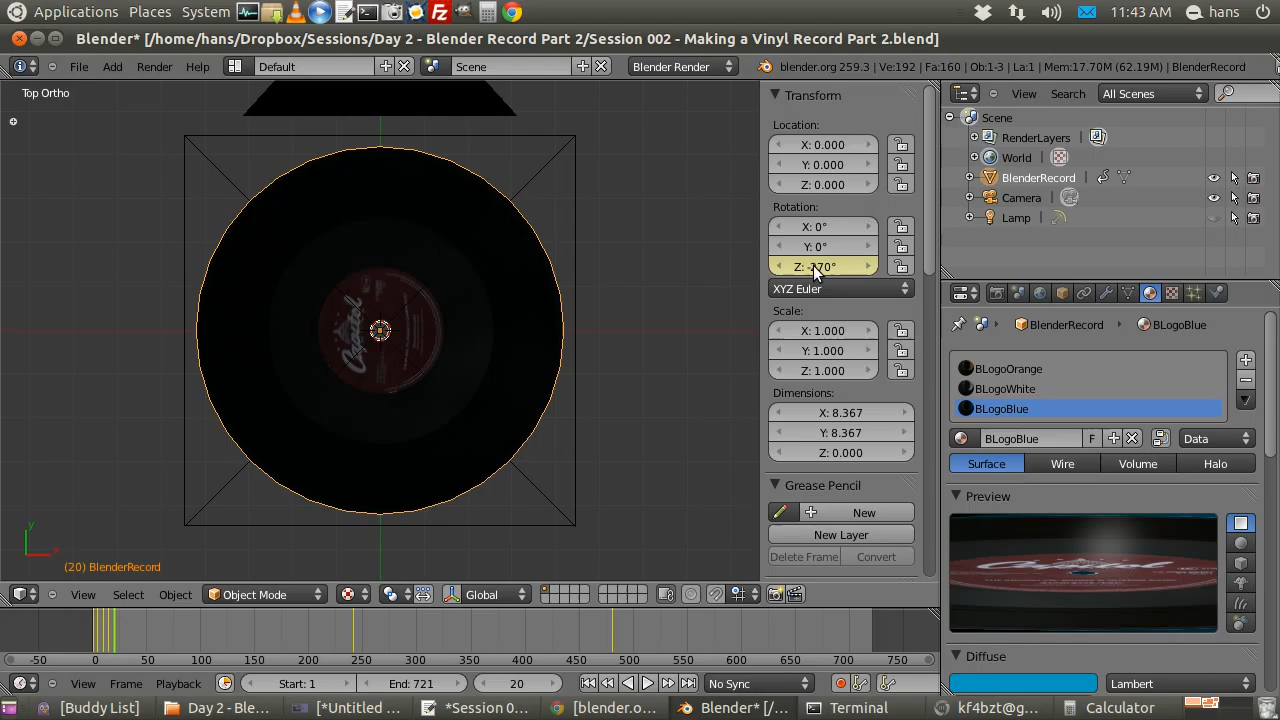 Applications Places System 11:43 AM hans
Blender* [/home/hans/Dropbox/Sessions/Day 2 - Blender Record Part 2/Session 002 - Making a Vinyl Record Part 2.blend]
File Add Render Help Default Scene Blender Render blender.org 259.3 | Ve:192 | Fa:160 | Ob:1-3 | La:1 | Mem:17.70M (62.19M) | BlenderRecord
Top Ortho
Transform
Location:
X: 0.000
Y: 0.000
Z: 0.000
Rotation:
X: 0°
Y: 0°
XYZ Euler
Scale:
X: 1.000
Y: 1.000
Z: 1.000
Dimensions:
X: 8.367
Y: 8.367
Z: 0.000
Grease Pencil
New
New Layer
Delete Frame Convert
Capitol
y
x
(20) BlenderRecord
View Select Object Object Mode Global
View Search All Scenes
Scene
RenderLayers
World
BlenderRecord
Camera
Lamp
BlenderRecord BLogoBlue
BLogoOrange
BLogoWhite
BLogoBlue
BLogoBlue F Data
Surface Wire Volume Halo
Preview
Capitol
Diffuse
Lambert
-50 0 50 100 150 200 250 300 350 400 450 500 550 600 650 700 750
View Frame Playback Start: 1 End: 721 20 No Sync
[Buddy List] Day 2 - Ble... [*Untitled ... *Session 0... [blender.o... Blender* [/... Terminal kf4bzt@g... Calculator